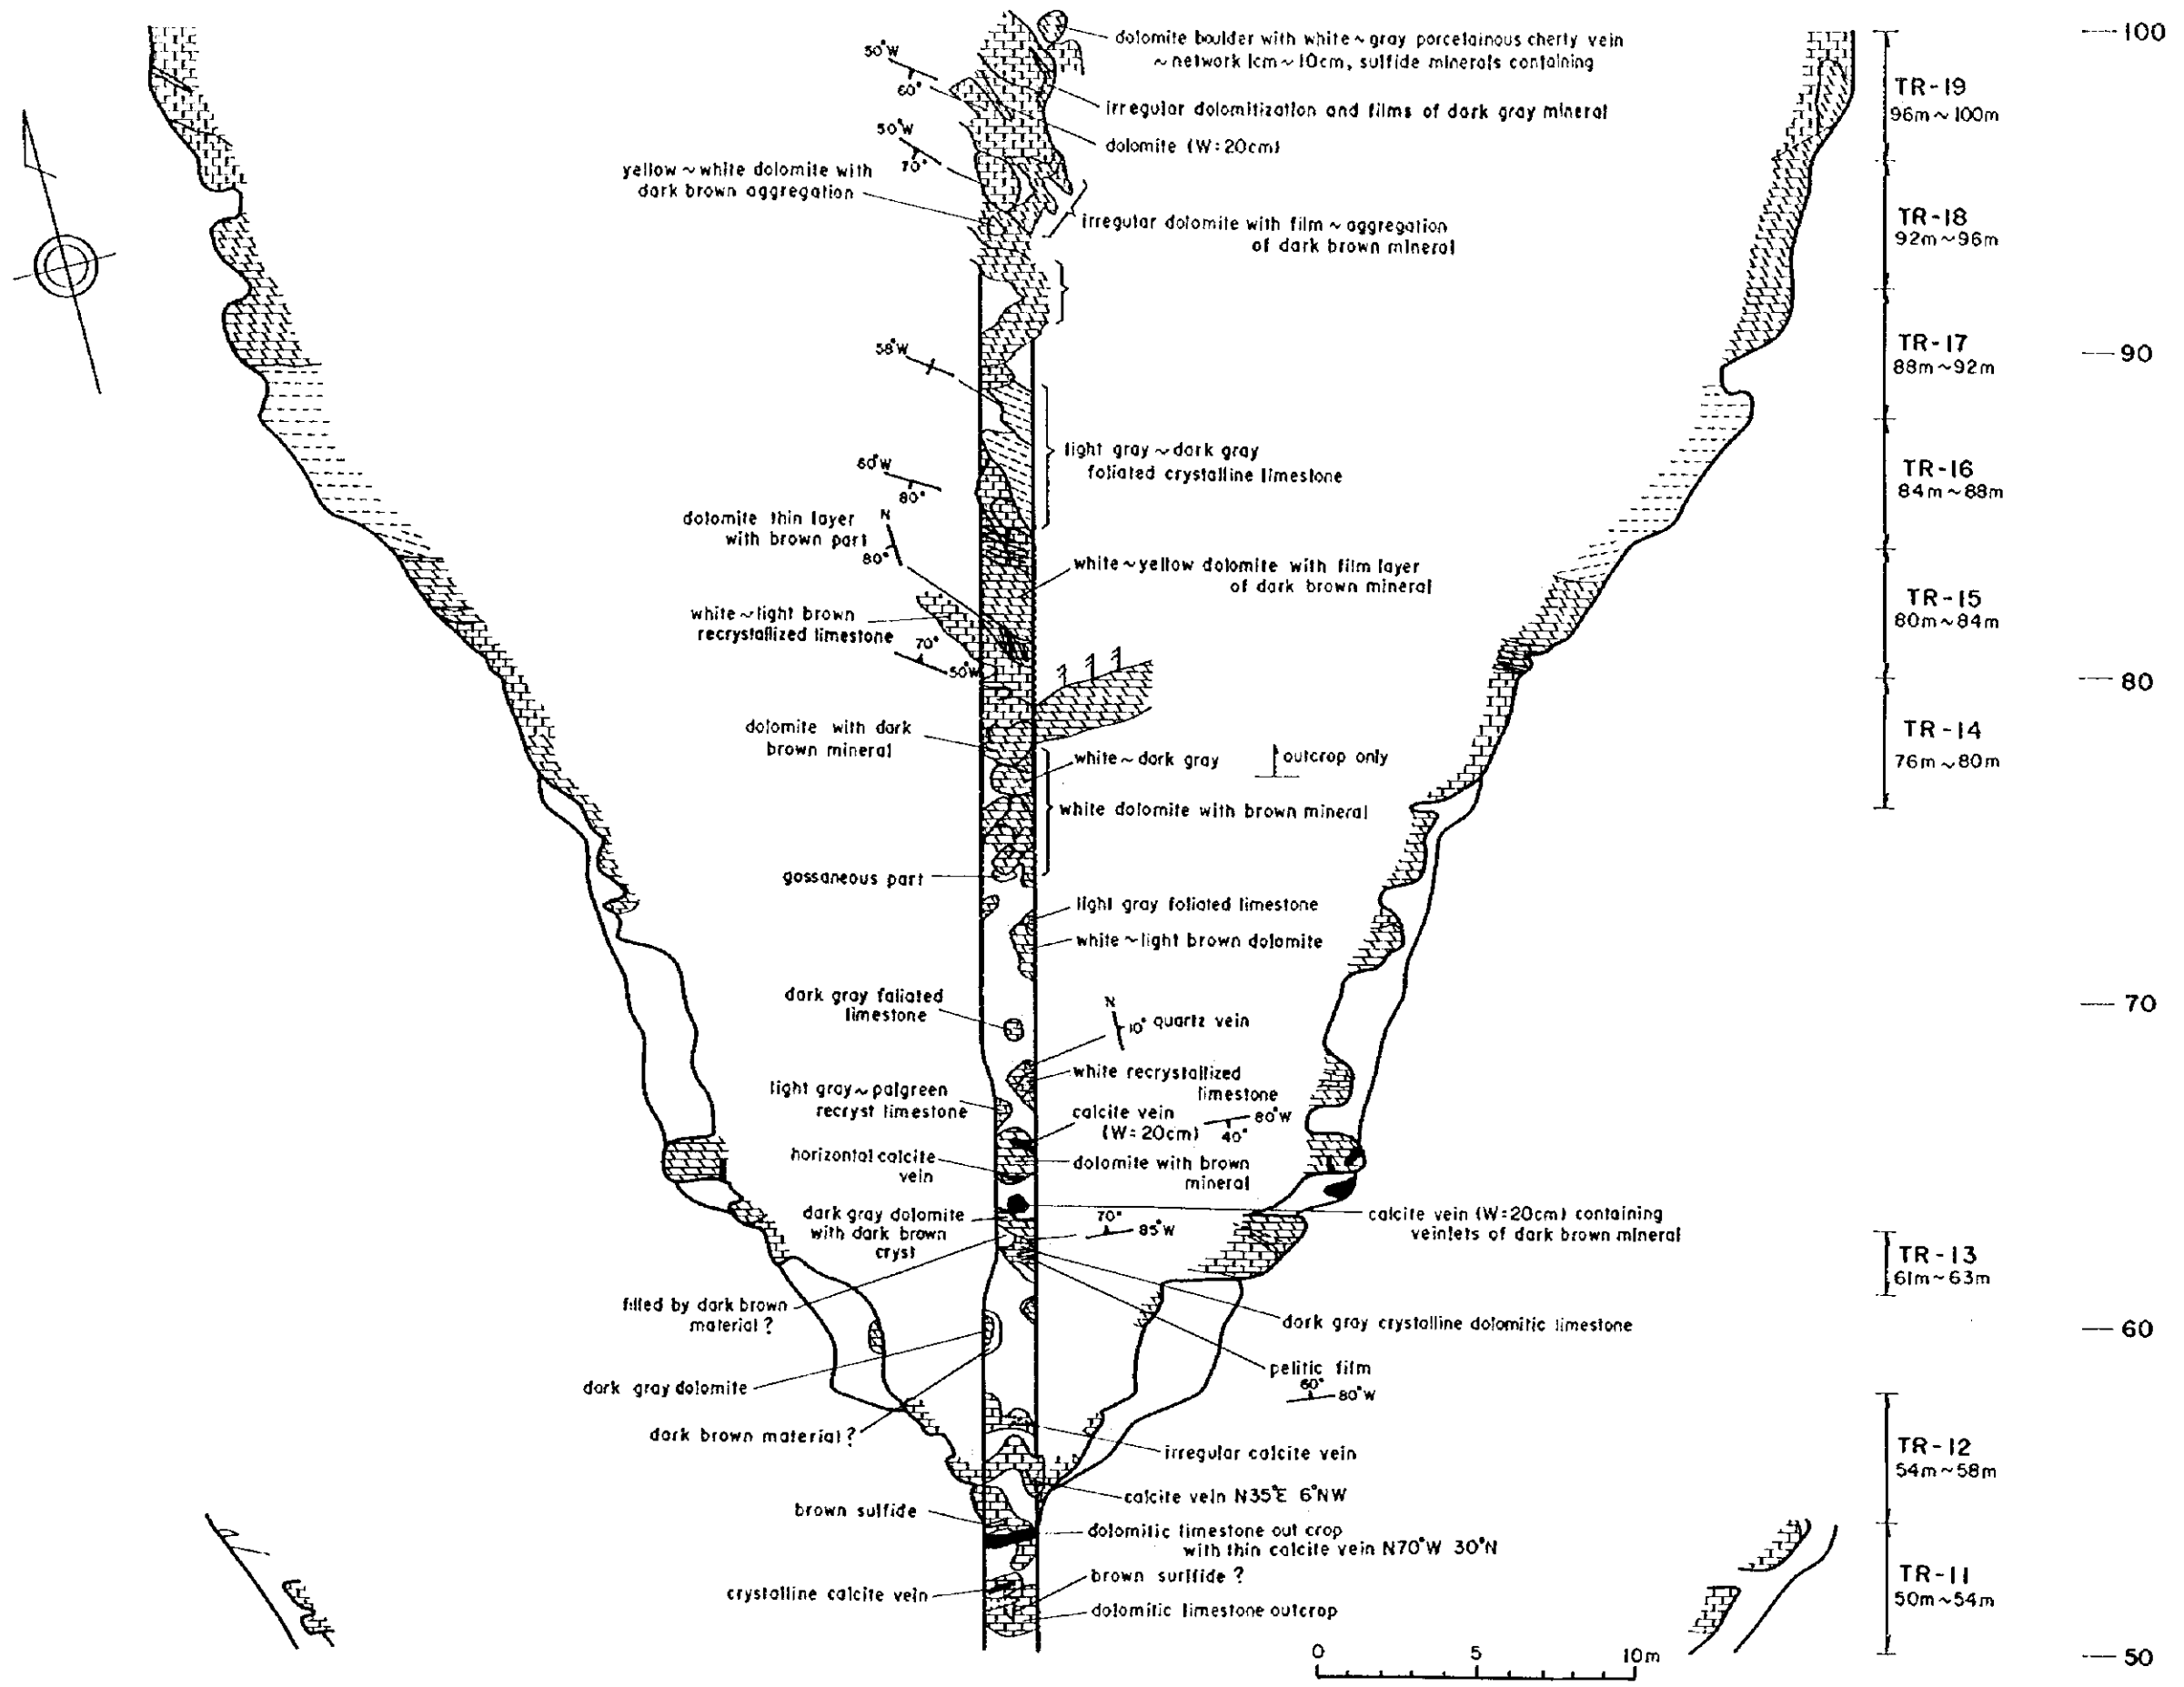 dolomite boulder with white~gray porcelainous cherty vein
~network 1cm~10cm, sulfide minerals containing
50°W
60°
irregular dolomitization and films of dark gray mineral
50°W
70°
dolomite (W=20cm)
yellow~white dolomite with
dark brown aggregation
irregular dolomite with film~aggregation
of dark brown mineral
58°W
light gray~dark gray
foliated crystalline limestone
60°W
80°
dolomite thin layer
with brown part
N
80°
white~yellow dolomite with film layer
of dark brown mineral
white~light brown
recrystallized limestone
70°
50°W
dolomite with dark
brown mineral
white~dark gray
outcrop only
white dolomite with brown mineral
gossaneous part
light gray foliated limestone
white~light brown dolomite
dark gray faliated
limestone
N
10° quartz vein
white recrystallized
limestone
light gray~palgreen
recryst limestone
calcite vein
(W=20cm)
80°W
40°
horizontal calcite
vein
dolomite with brown
mineral
dark gray dolomite
with dark brown
cryst
70°
85°W
calcite vein (W=20cm) containing
veinlets of dark brown mineral
filled by dark brown
material?
dark gray crystalline dolomitic limestone
pelitic film
60°
80°W
dark gray dolomite
dark brown material?
irregular calcite vein
calcite vein N35°E 6°NW
brown sulfide
dolomitic limestone out crop
with thin calcite vein N70°W 30°N
brown surlfide ?
crystalline calcite vein
dolomitic limestone outcrop
0 5 10m
TR-19
96m~100m
TR-18
92m~96m
TR-17
88m~92m
TR-16
84m~88m
TR-15
80m~84m
TR-14
76m~80m
TR-13
61m~63m
TR-12
54m~58m
TR-11
50m~54m
100
90
80
70
60
50